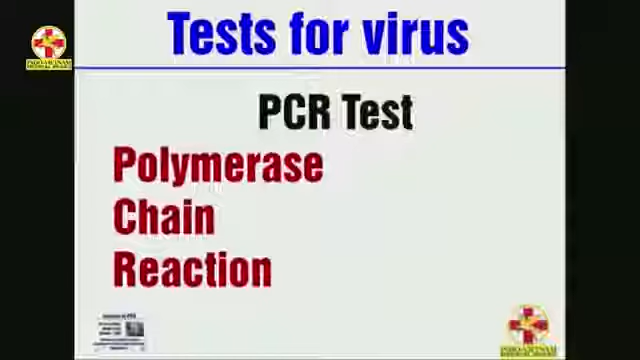 Tests for virus
PCR Test
Polymerase
Chain
Reaction